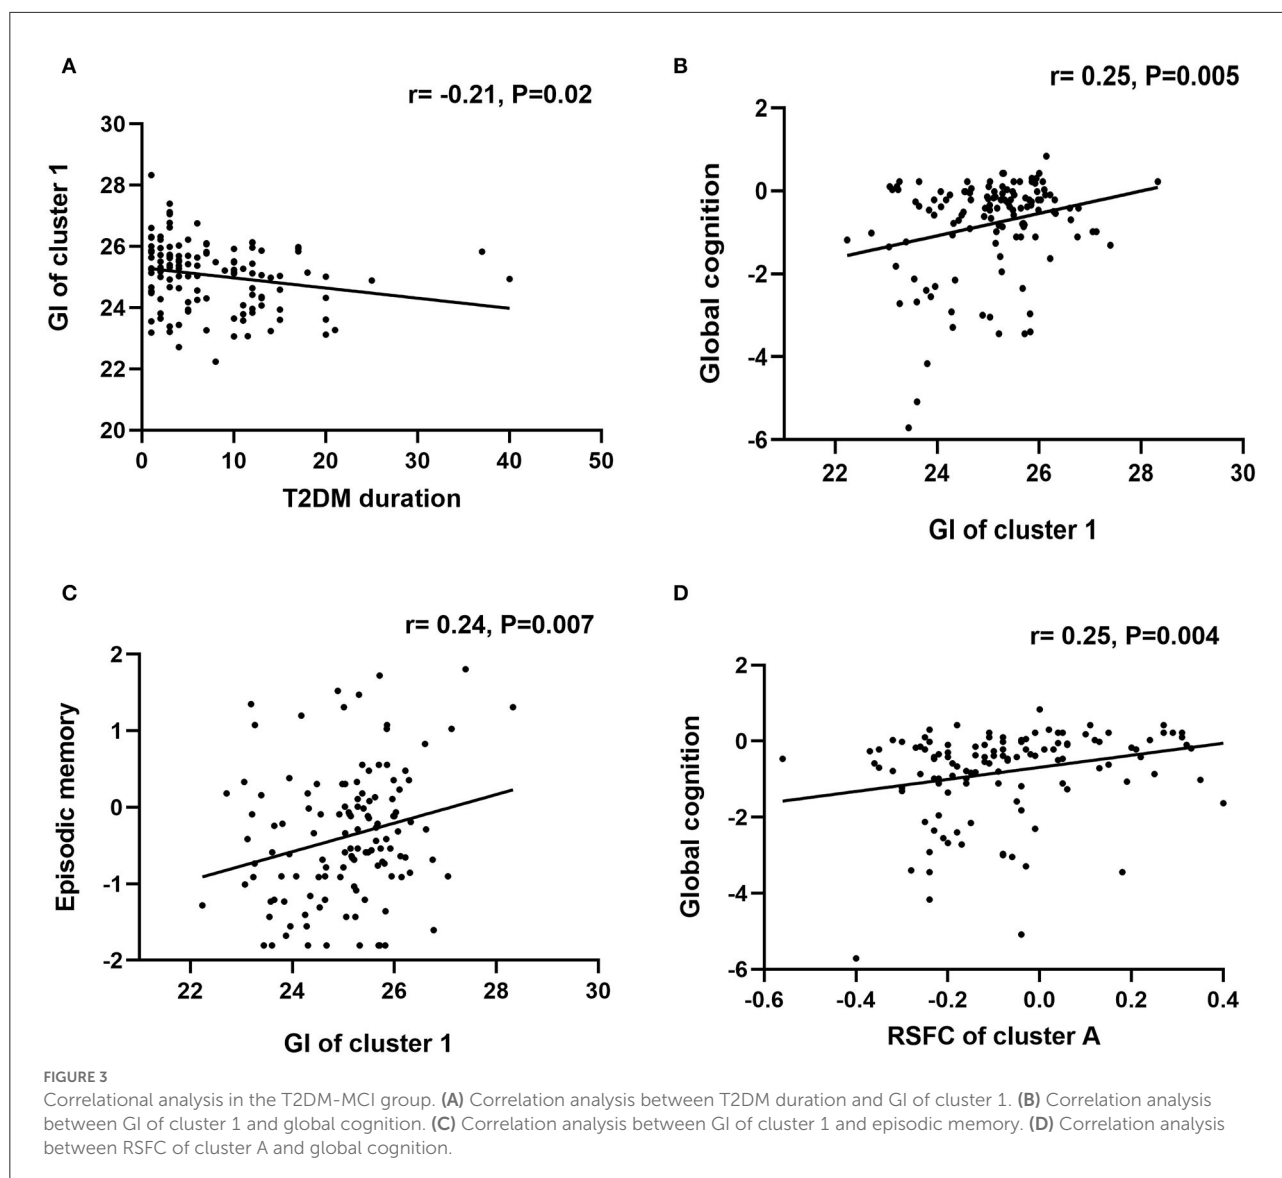 A
r= -0.21, P=0.02
GI of cluster 1
30
28
26
24
22
20
0 10 20 30 40 50
T2DM duration
B
r= 0.25, P=0.005
Global cognition
2
0
-2
-4
-6
22 24 26 28 30
GI of cluster 1
C
r= 0.24, P=0.007
Episodic memory
2
1
0
-1
-2
22 24 26 28 30
GI of cluster 1
D
r= 0.25, P=0.004
Global cognition
2
0
-2
-4
-6
-0.6 -0.4 -0.2 0.0 0.2 0.4
RSFC of cluster A
FIGURE 3
Correlational analysis in the T2DM-MCI group. (A) Correlation analysis between T2DM duration and GI of cluster 1. (B) Correlation analysis
between GI of cluster 1 and global cognition. (C) Correlation analysis between GI of cluster 1 and episodic memory. (D) Correlation analysis
between RSFC of cluster A and global cognition.